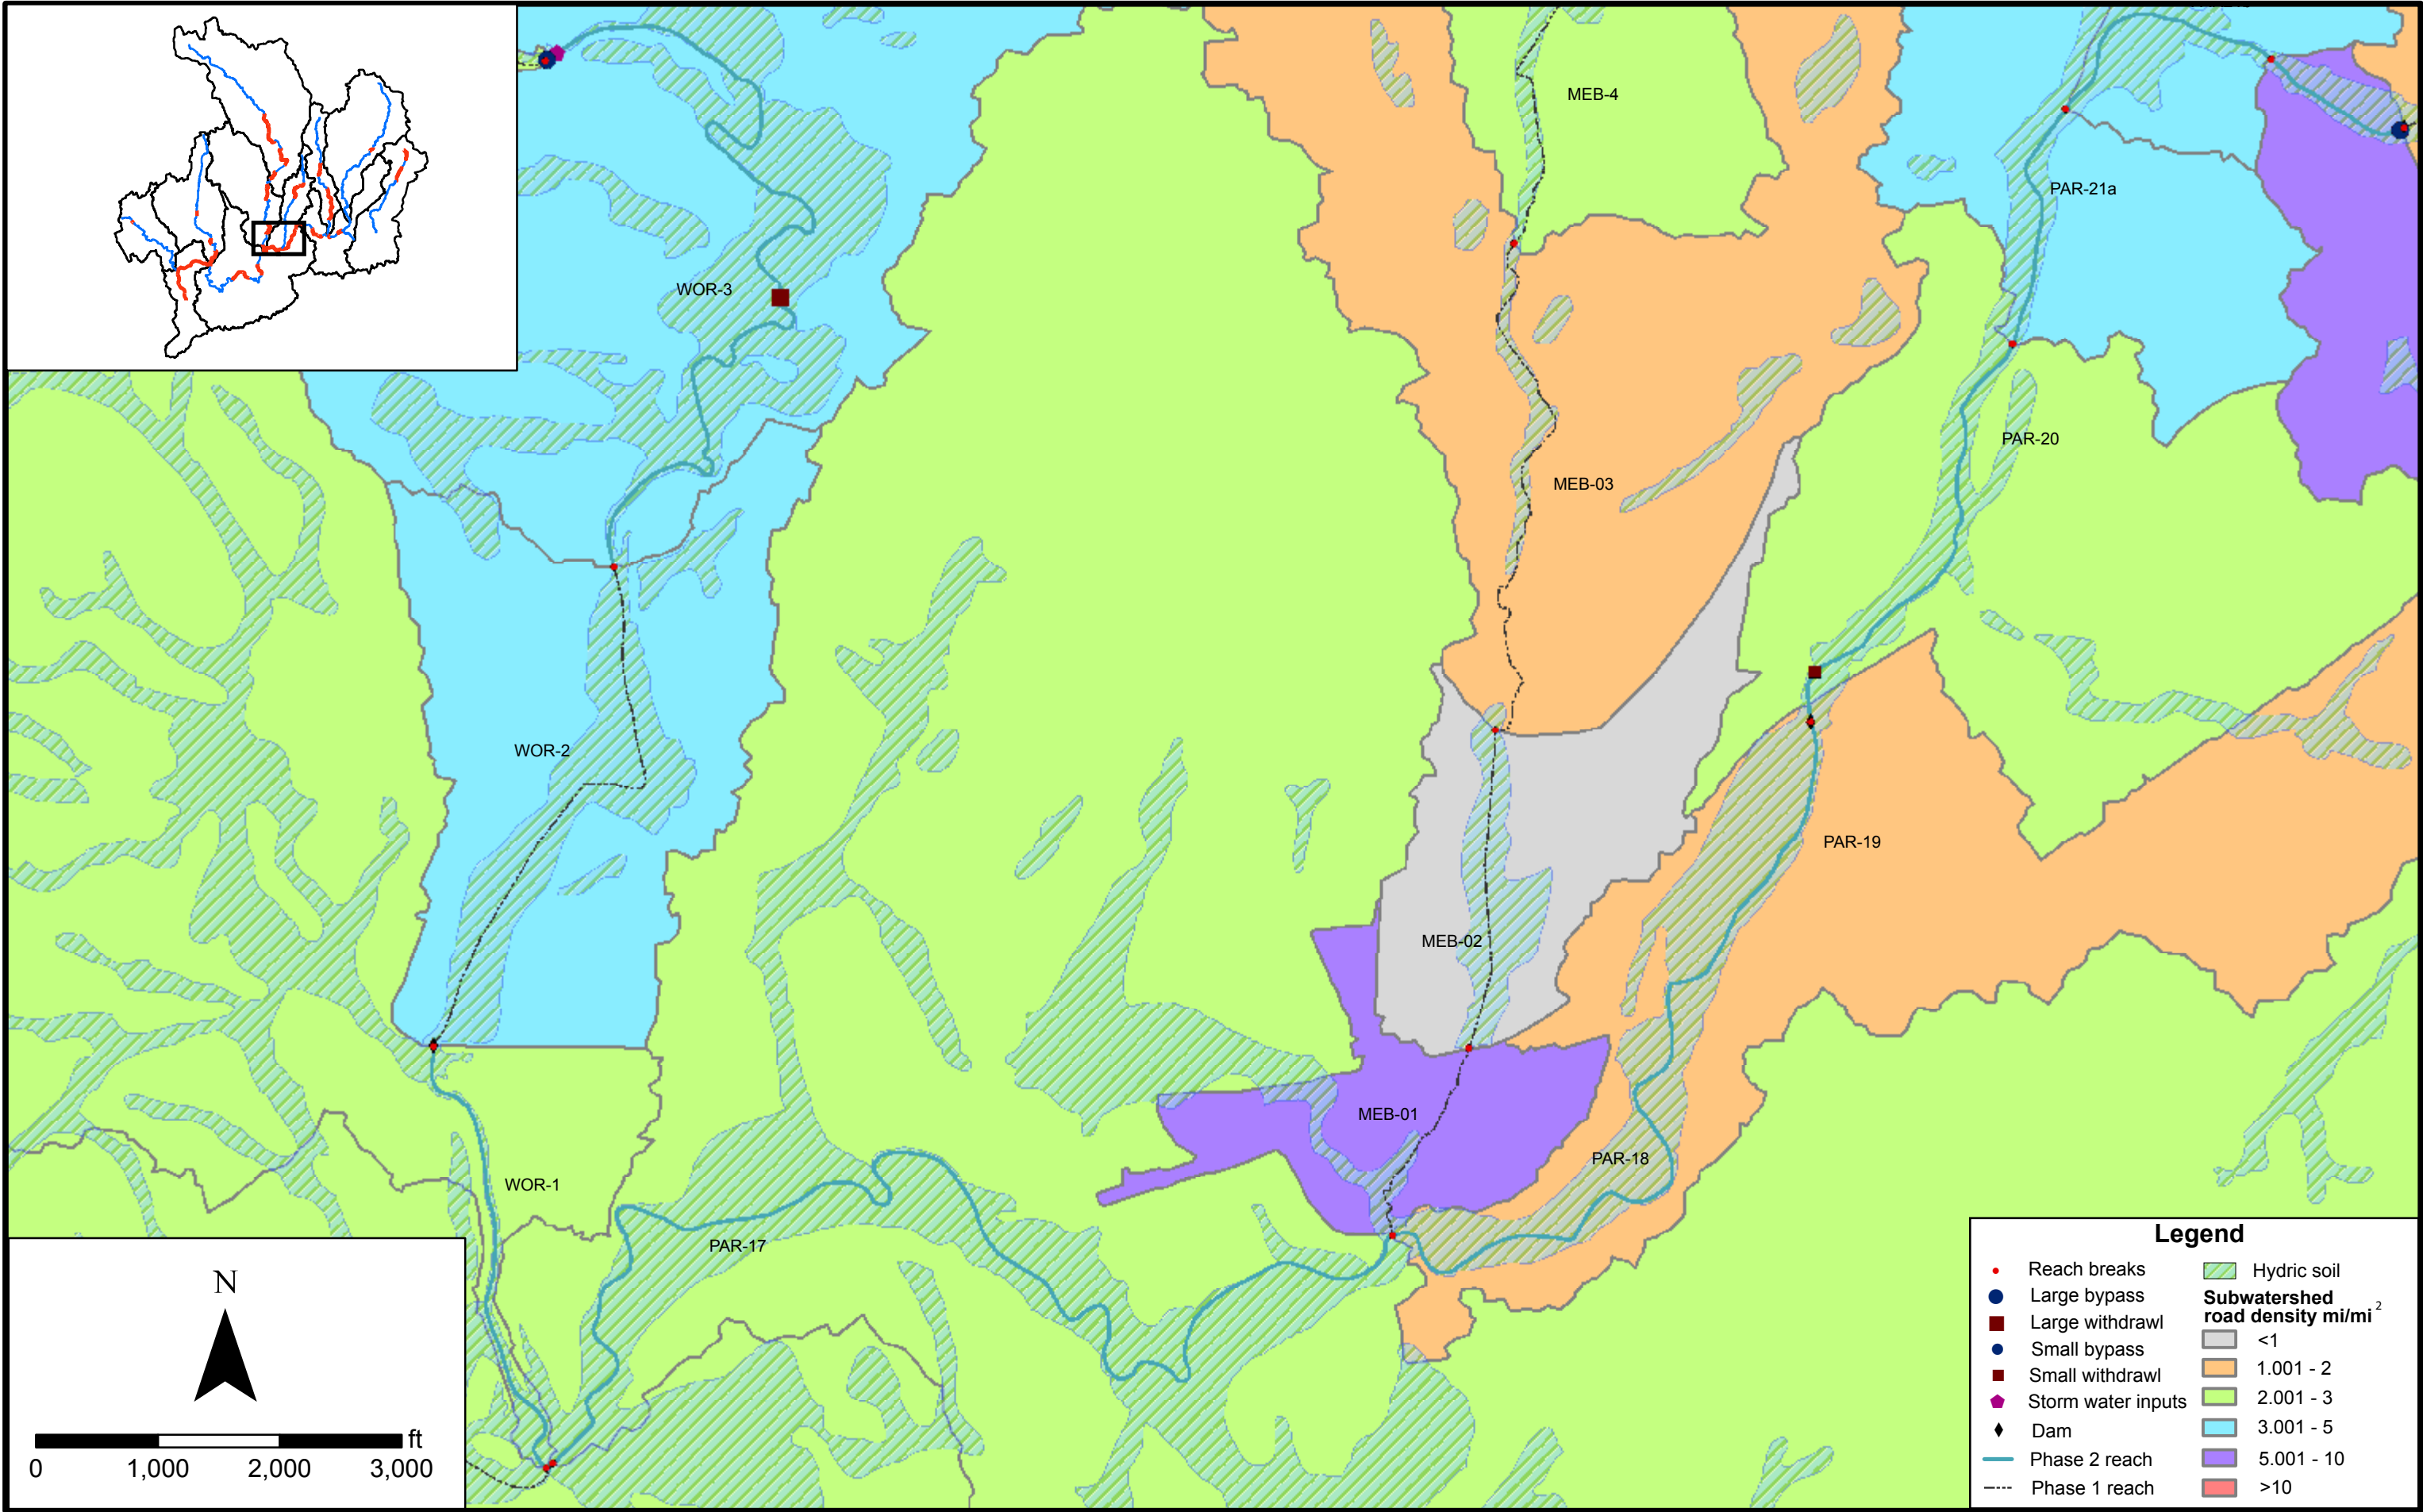 MEB-4
PAR-21a
WOR-3
PAR-20
MEB-03
WOR-2
PAR-19
MEB-02
MEB-01
PAR-18
WOR-1
PAR-17
N
ft
0 1,000 2,000 3,000
Legend
Reach breaks
Large bypass
Large withdrawl
Small bypass
Small withdrawl
Storm water inputs
Dam
Phase 2 reach
Phase 1 reach
Hydric soil
Subwatershed
road density mi/mi 2
<1
1.001 - 2
2.001 - 3
3.001 - 5
5.001 - 10
>10